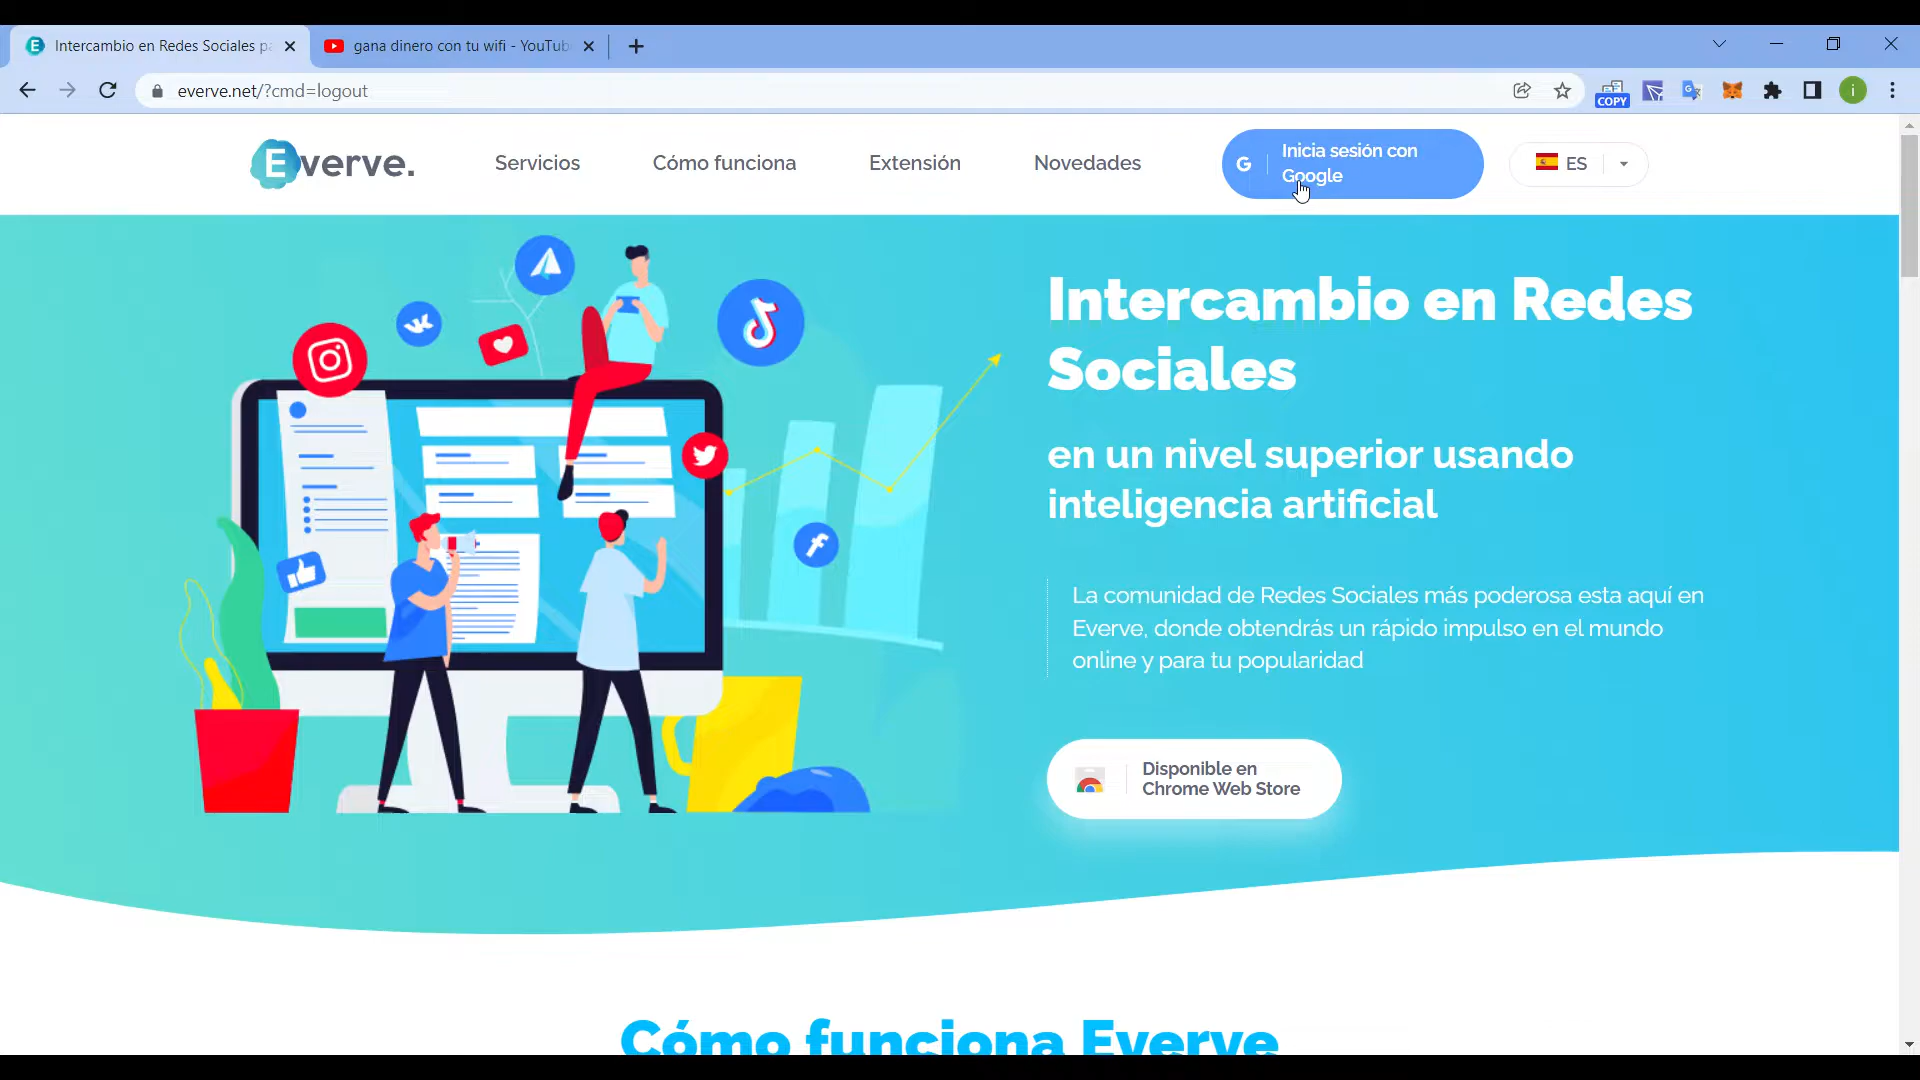 Intercambio en Redes Sociales pa
gana dinero con tu wifi - YouTub
everve.net/?cmd=logout
COPY
i
Everve.
Servicios
Cómo funciona
Extensión
Novedades
G
Inicia sesión con
Google
ES
Intercambio en Redes
Sociales
en un nivel superior usando
inteligencia artificial
La comunidad de Redes Sociales más poderosa esta aquí en
Everve, donde obtendrás un rápido impulso en el mundo
online y para tu popularidad
Disponible en
Chrome Web Store
Cómo funciona Everve